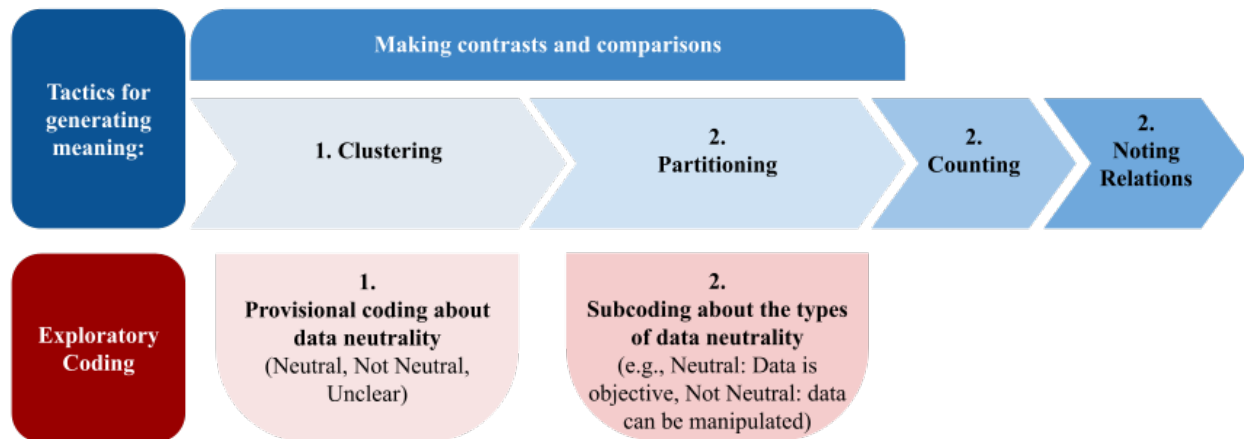 Making contrasts and comparisons
Tactics for
generating
meaning:
1. Clustering
2.
Partitioning
2.
Counting
2.
Noting
Relations
Exploratory
Coding
1.
Provisional coding about
data neutrality
(Neutral, Not Neutral,
Unclear)
2.
Subcoding about the types
of data neutrality
(e.g., Neutral: Data is
objective, Not Neutral: data
can be manipulated)